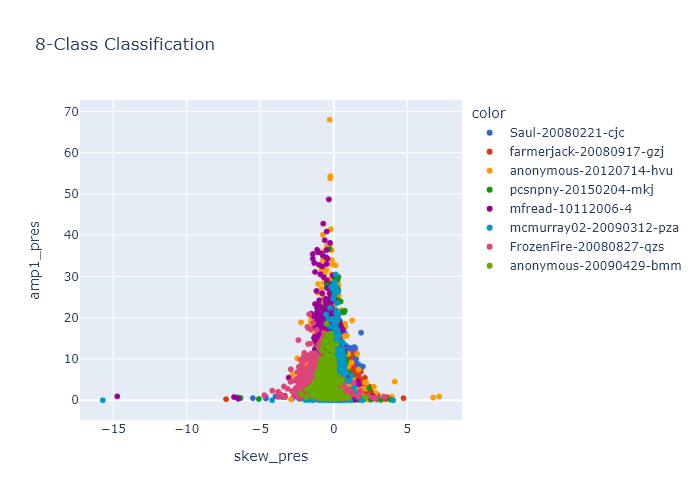 8-Class Classification
color
Saul-20080221-cjc
farmerjack-20080917-gzj
anonymous-20120714-hvu
pcsnpny-20150204-mkj
mfread-10112006-4
mcmurray02-20090312-pza
FrozenFire-20080827-qzs
anonymous-20090429-bmm
amp1_pres
70
60
50
40
30
20
10
0
−15
−10
−5
0
5
skew_pres